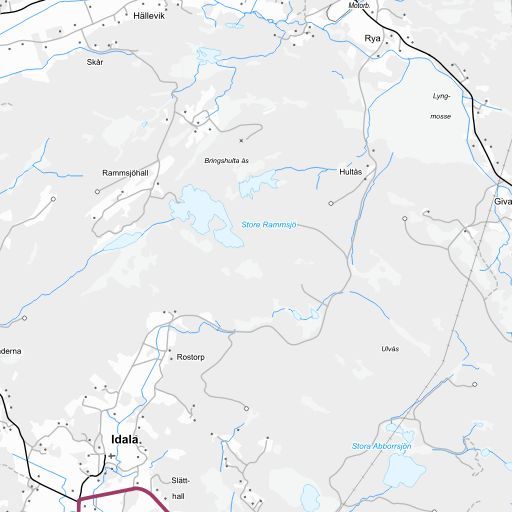 Motorb.
Hällevik
Rya
Skår
Lyng-
mosse
Bringshulta ås
Rammsjöhall
Hultås
Giva
Store Rammsjö
Ulvås
Rostorp
Idala
Stora Abborrsjön
Slätt-
hall